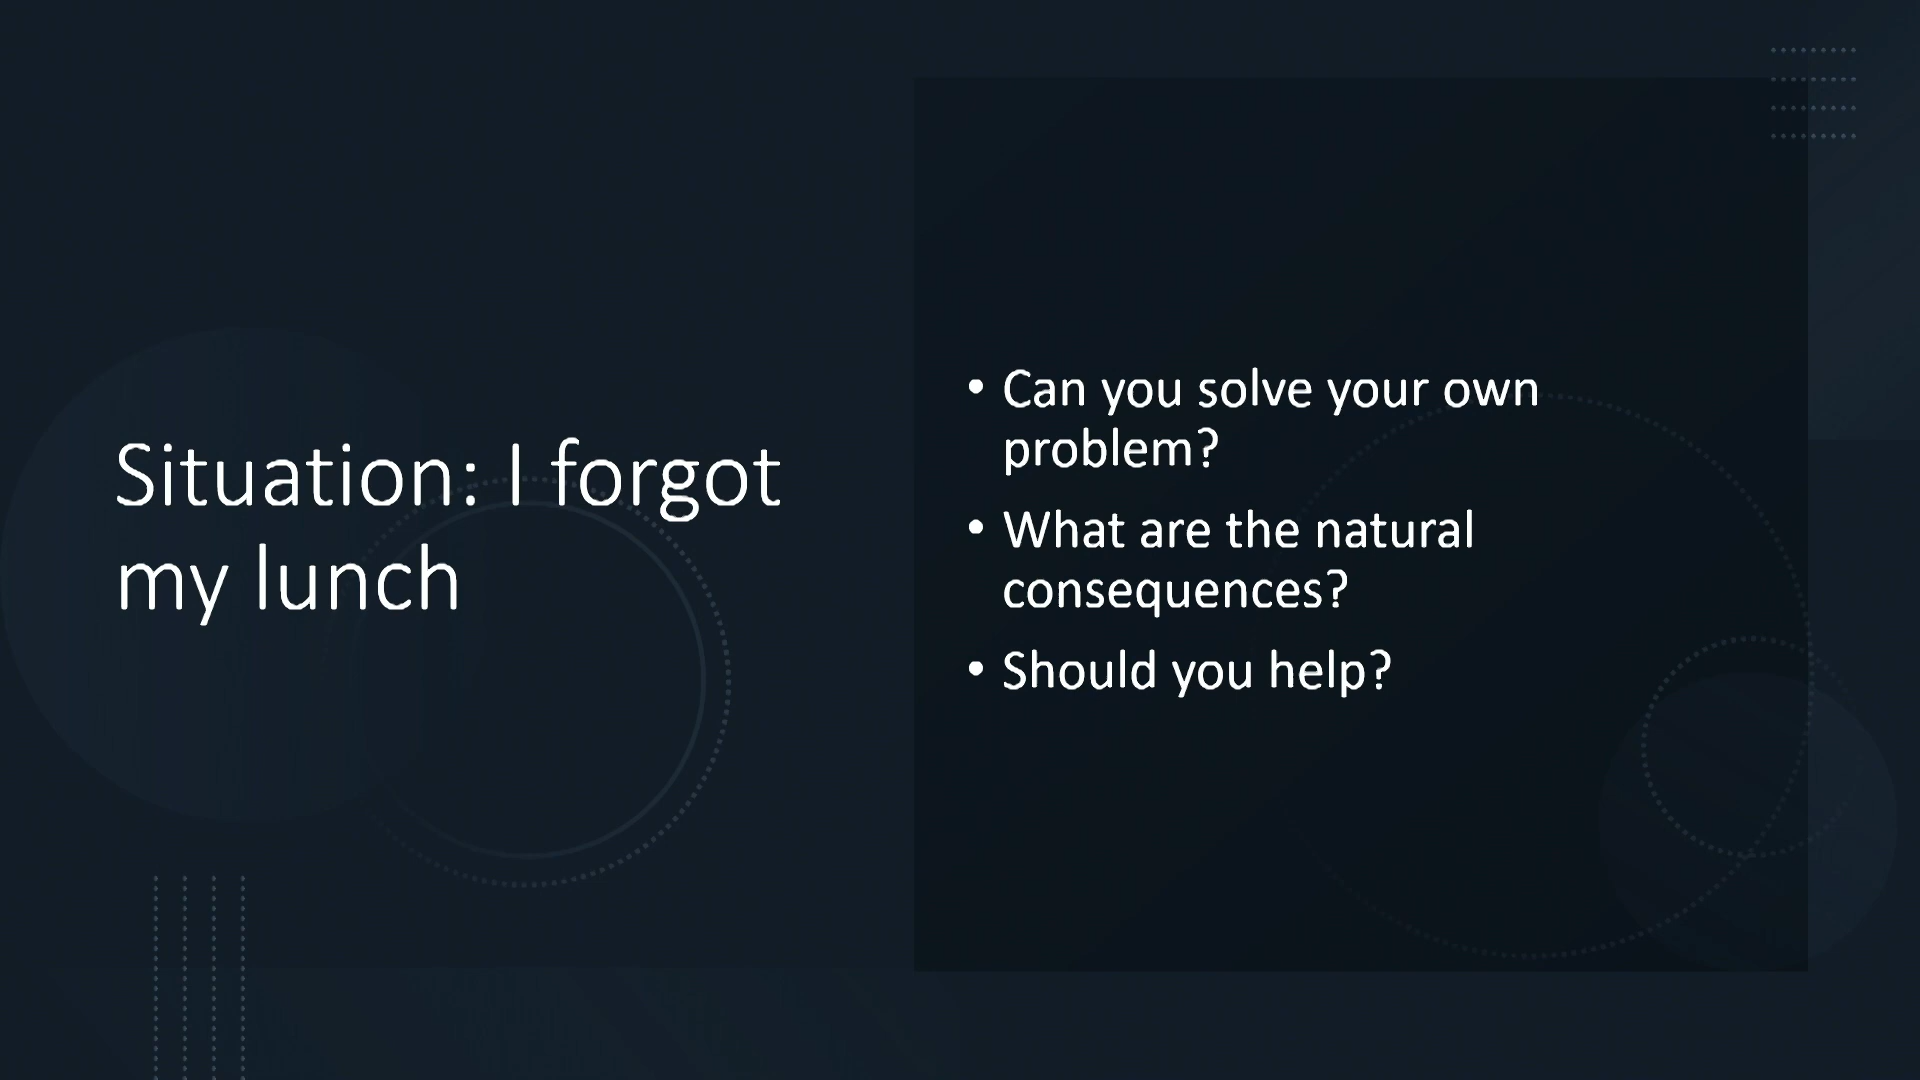 Situation: I forgot
my lunch
• Can you solve your own
problem?
• What are the natural
consequences?
• Should you help?